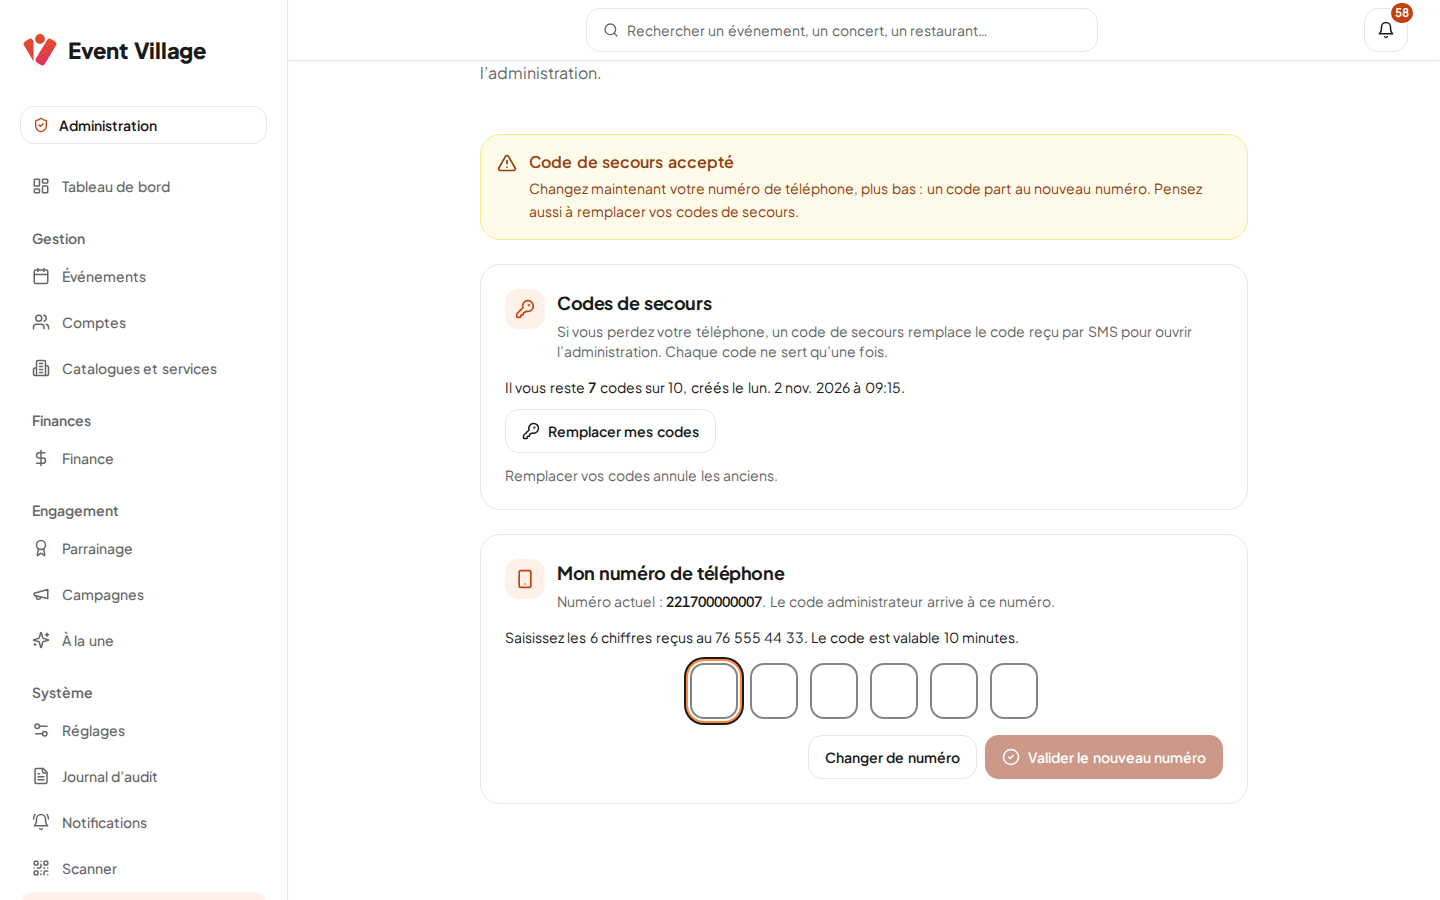 Event Village
Rechercher un événement, un concert, un restaurant…
58
Administration
Tableau de bord
Gestion
Événements
Comptes
Catalogues et services
Finances
Finance
Engagement
Parrainage
Campagnes
À la une
Système
Réglages
Journal d’audit
Notifications
Scanner
l’administration.
Code de secours accepté
Changez maintenant votre numéro de téléphone, plus bas : un code part au nouveau numéro. Pensez
aussi à remplacer vos codes de secours.
Codes de secours
Si vous perdez votre téléphone, un code de secours remplace le code reçu par SMS pour ouvrir
l’administration. Chaque code ne sert qu’une fois.
Il vous reste 7 codes sur 10, créés le lun. 2 nov. 2026 à 09:15.
Remplacer mes codes
Remplacer vos codes annule les anciens.
Mon numéro de téléphone
Numéro actuel : 221700000007. Le code administrateur arrive à ce numéro.
Saisissez les 6 chiffres reçus au 76 555 44 33. Le code est valable 10 minutes.
Changer de numéro
Valider le nouveau numéro